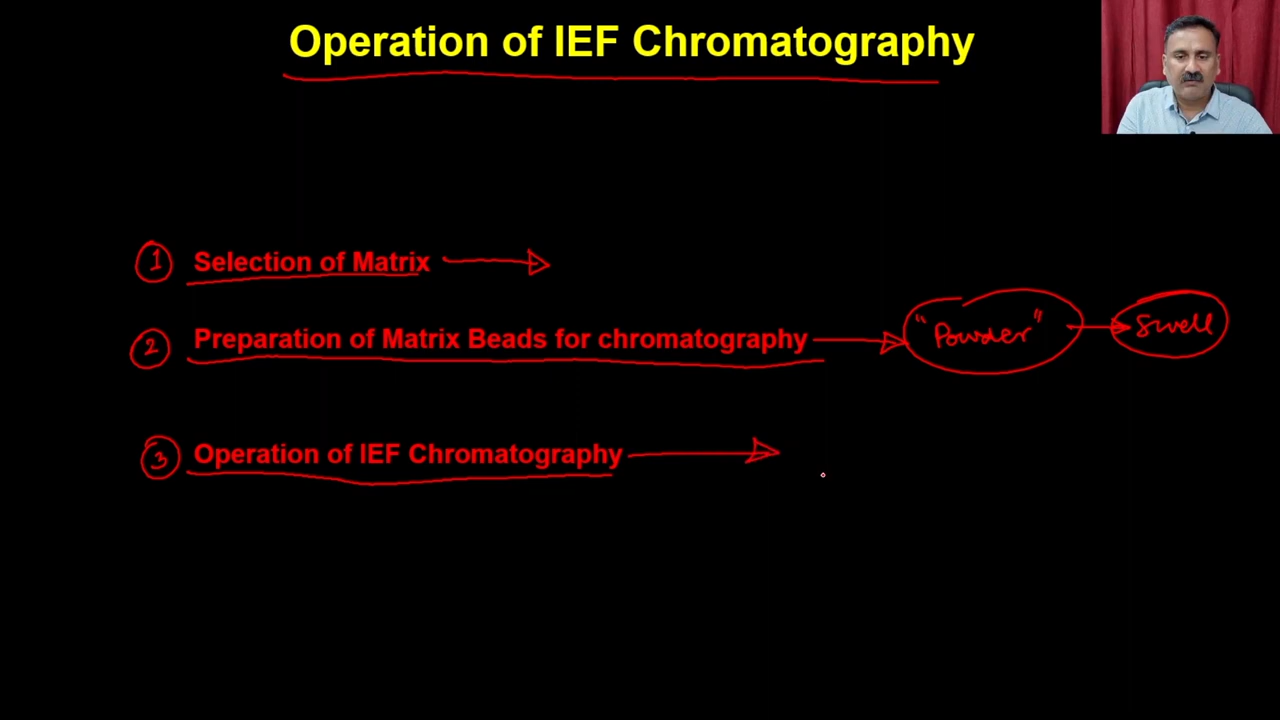 Operation of IEF Chromatography
1 Selection of Matrix
2 Preparation of Matrix Beads for chromatography "Powder" Swell
3 Operation of IEF Chromatography